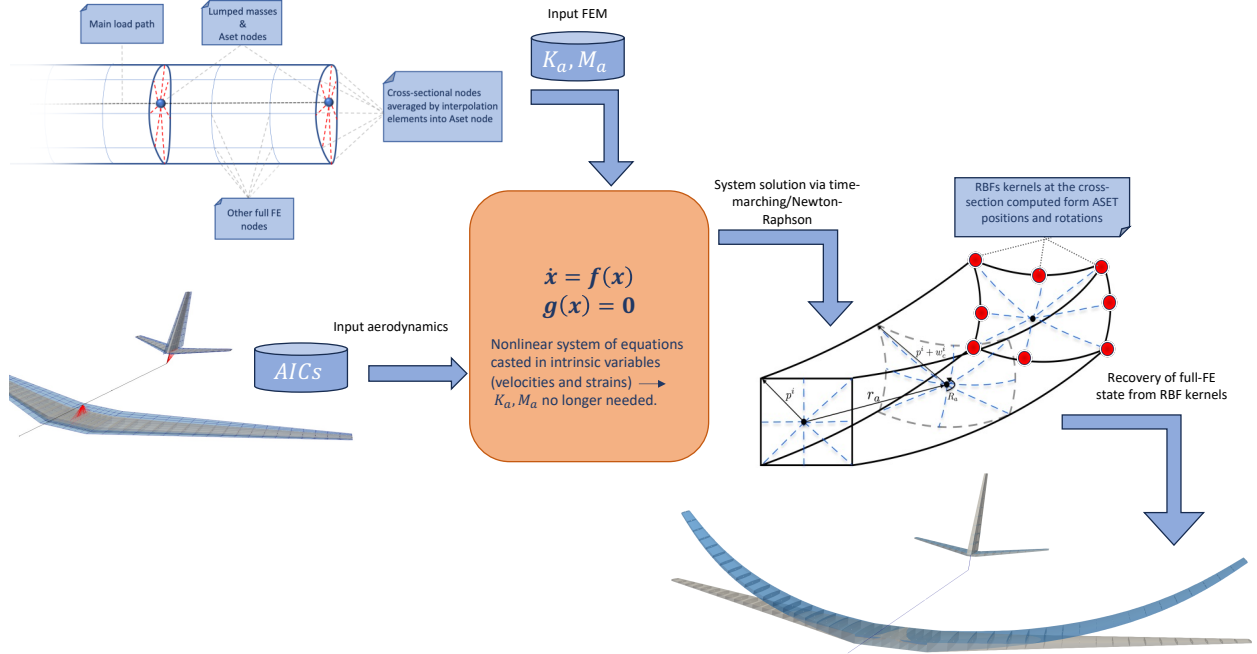 Main load path
Lumped masses
&
Aset nodes
Input FEM
K_a, M_a
Cross-sectional nodes
averaged by interpolation
elements into Aset node
Other full FE
nodes
System solution via time-
marching/Newton-
Raphson
RBFs kernels at the cross-
section computed form ASET
positions and rotations
ẋ = f(x)
g(x) = 0
Nonlinear system of equations
casted in intrinsic variables
(velocities and strains) →
K_a, M_a no longer needed.
Input aerodynamics
AICs
p^i + w_c^i
p^i
r_a
R_a
Recovery of full-FE
state from RBF kernels